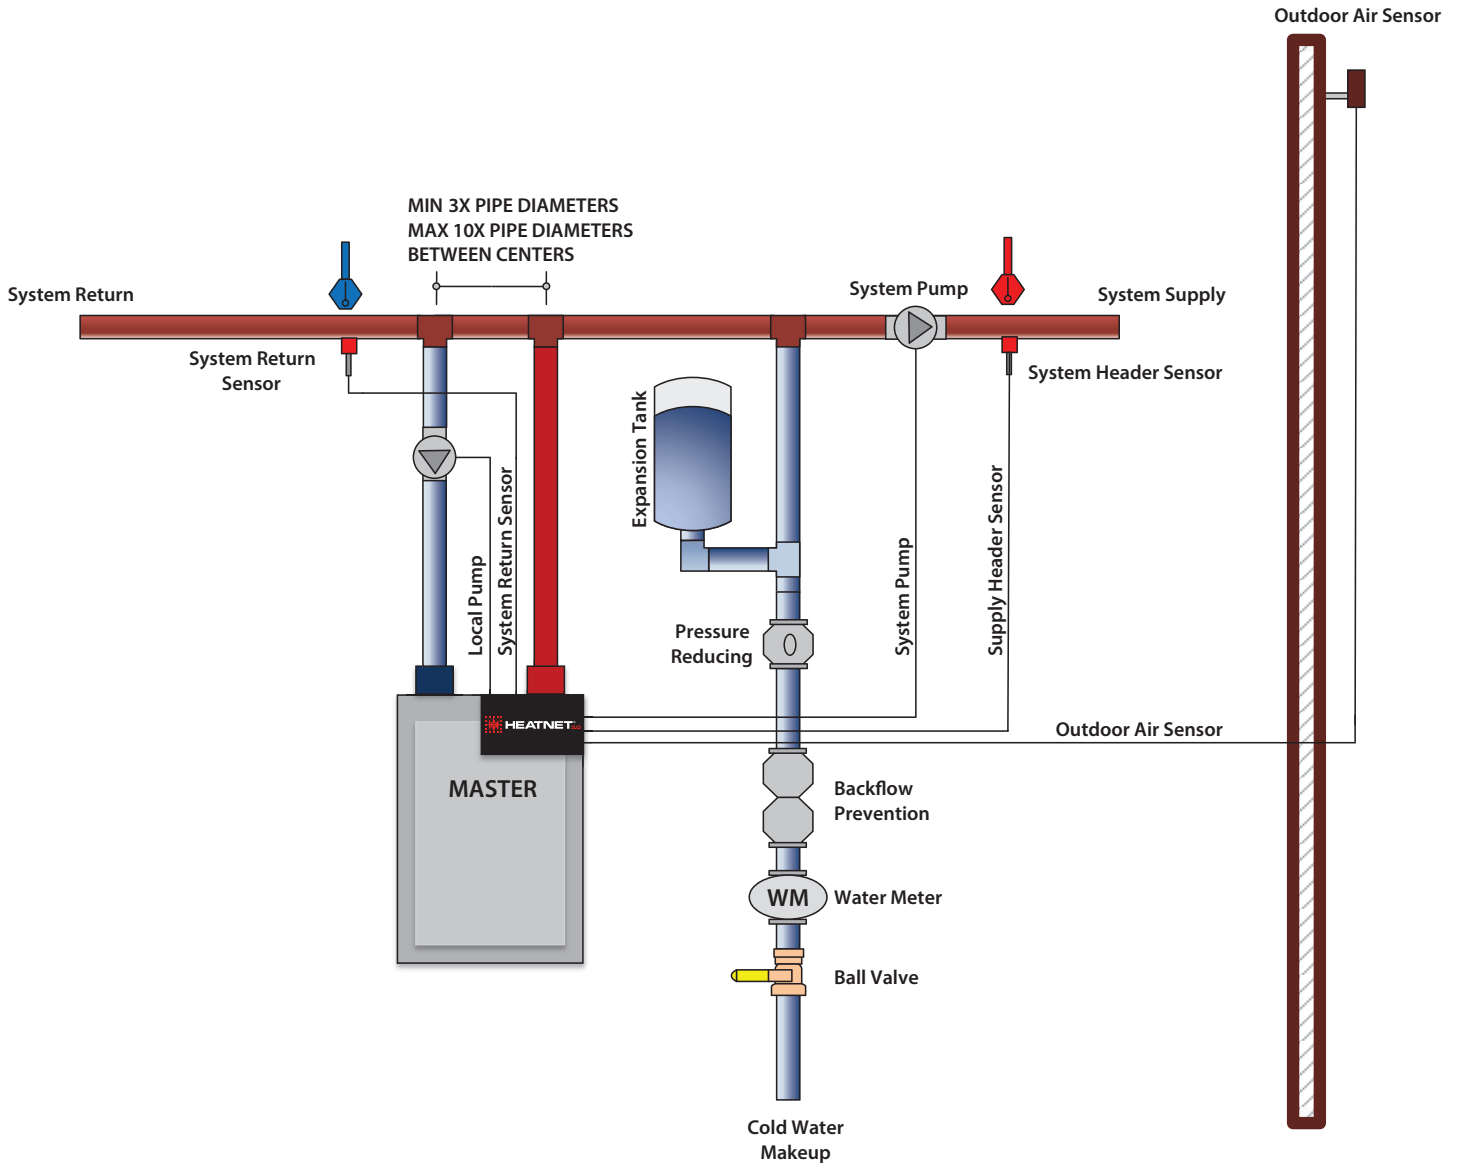 Outdoor Air Sensor
MIN 3X PIPE DIAMETERS
MAX 10X PIPE DIAMETERS
BETWEEN CENTERS
System Return
System Pump
System Supply
System Return
Sensor
System Header Sensor
Expansion Tank
Local Pump
System Return Sensor
System Pump
Supply Header Sensor
Pressure
Reducing
HEATNET
Outdoor Air Sensor
MASTER
Backflow
Prevention
WM
Water Meter
Ball Valve
Cold Water
Makeup